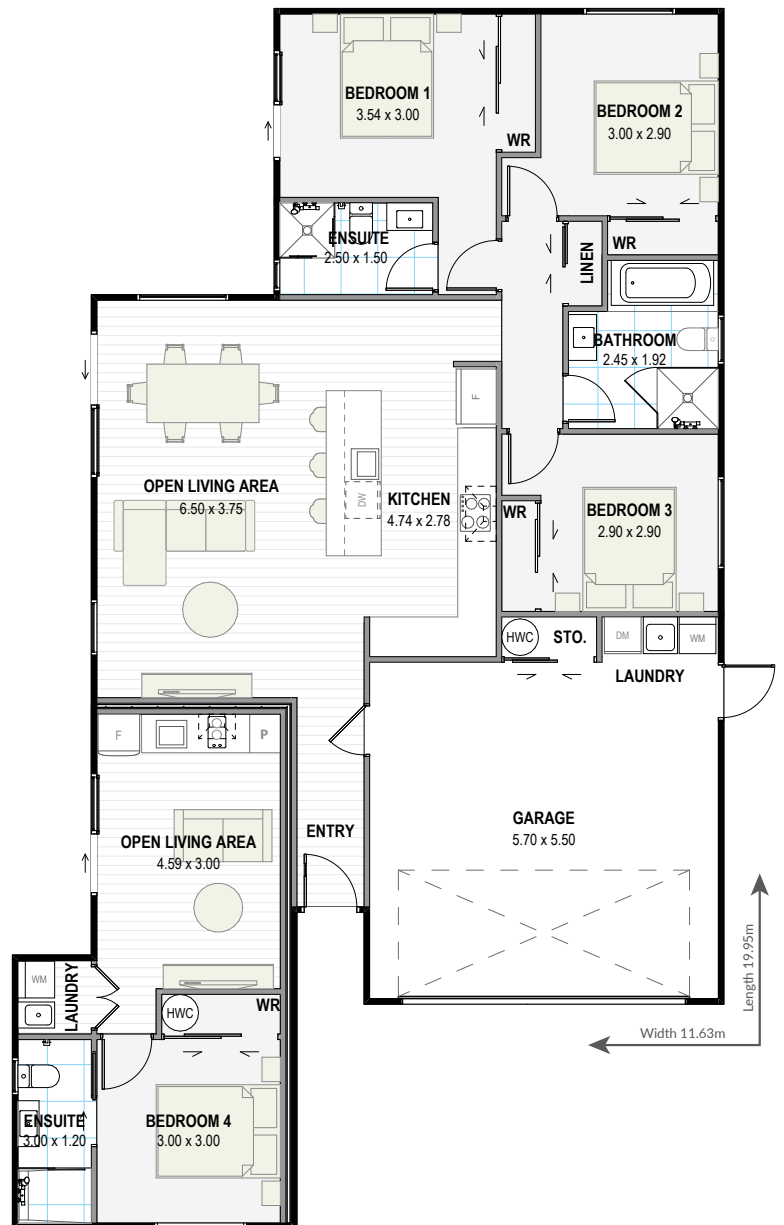 BEDROOM 1
3.54 x 3.00
WR
BEDROOM 2
3.00 x 2.90
WR
ENSUITE
2.50 x 1.50
LINEN
BATHROOM
2.45 x 1.92
F
OPEN LIVING AREA
6.50 x 3.75
DW
KITCHEN
4.74 x 2.78
WR
BEDROOM 3
2.90 x 2.90
HWC
STO.
DM
WM
LAUNDRY
F
P
OPEN LIVING AREA
4.59 x 3.00
ENTRY
GARAGE
5.70 x 5.50
Length 19.95m
Width 11.63m
WM
LAUNDRY
HWC
WR
ENSUITE
3.00 x 1.20
BEDROOM 4
3.00 x 3.00